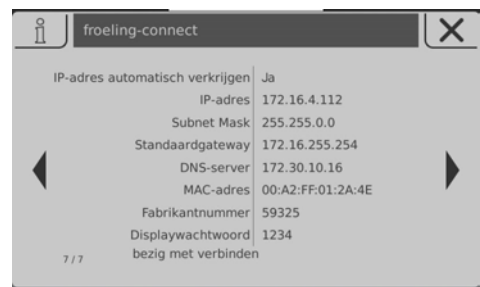 froeling-connect
IP-adres automatisch verkrijgen Ja
IP-adres 172.16.4.112
Subnet Mask 255.255.0.0
Standaardgateway 172.16.255.254
DNS-server 172.30.10.16
MAC-adres 00:A2:FF:01:2A:4E
Fabrikantnummer 59325
Displaywachtwoord 1234
7 / 7 bezig met verbinden